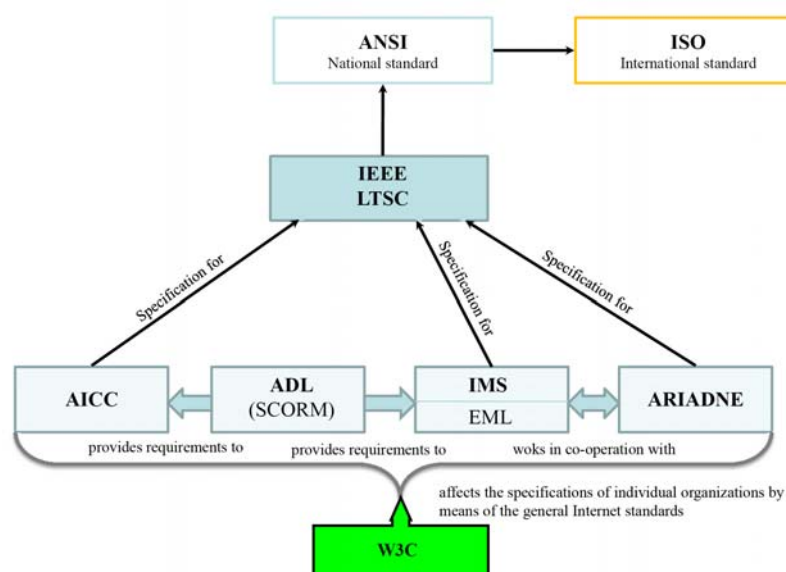 ANSI
National standard
ISO
International standard
IEEE
LTSC
Specification for
Specification for
Specification for
AICC
ADL
(SCORM)
IMS
EML
ARIADNE
provides requirements to
provides requirements to
woks in co-operation with
affects the specifications of individual organizations by
means of the general Internet standards
W3C